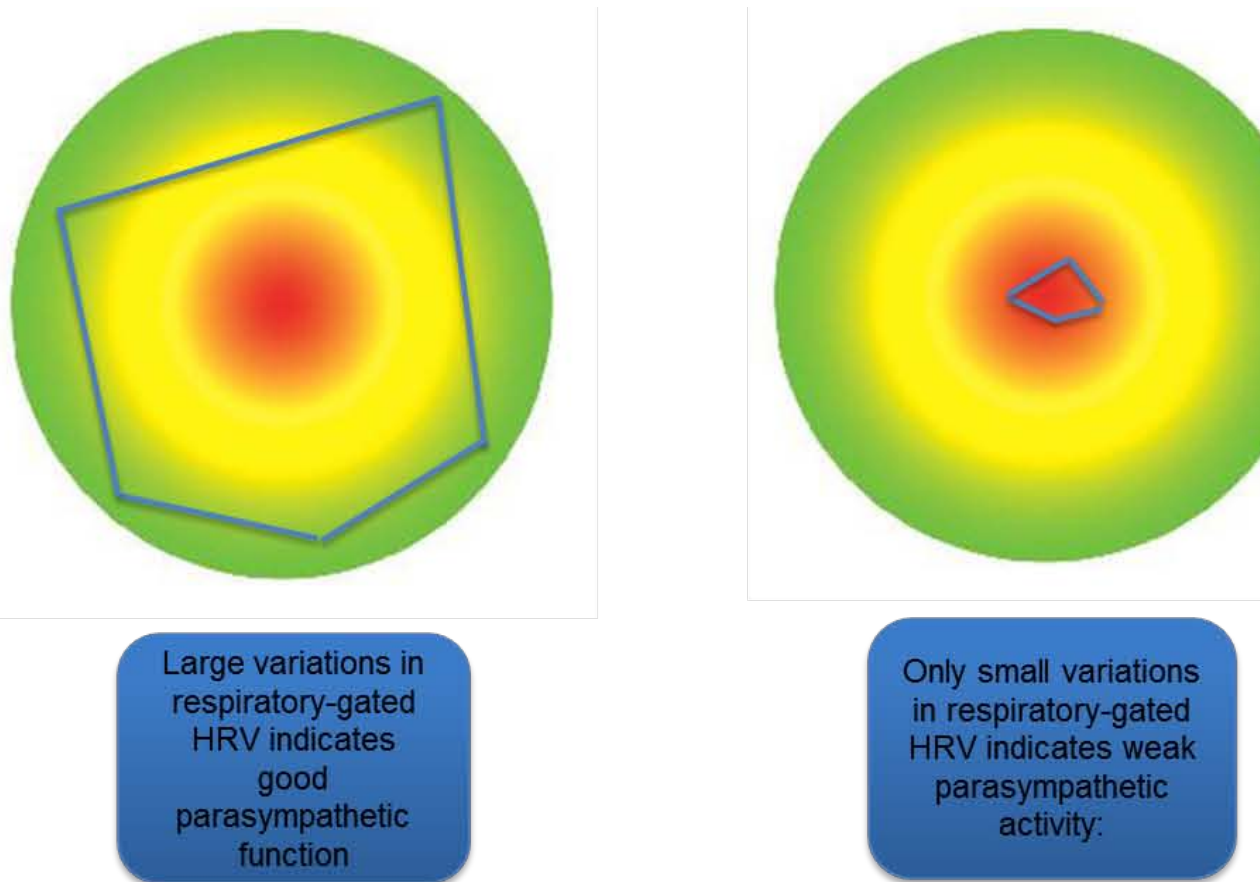 Large variations in
respiratory-gated
HRV indicates
good
parasympathetic
function
Only small variations
in respiratory-gated
HRV indicates weak
parasympathetic
activity: